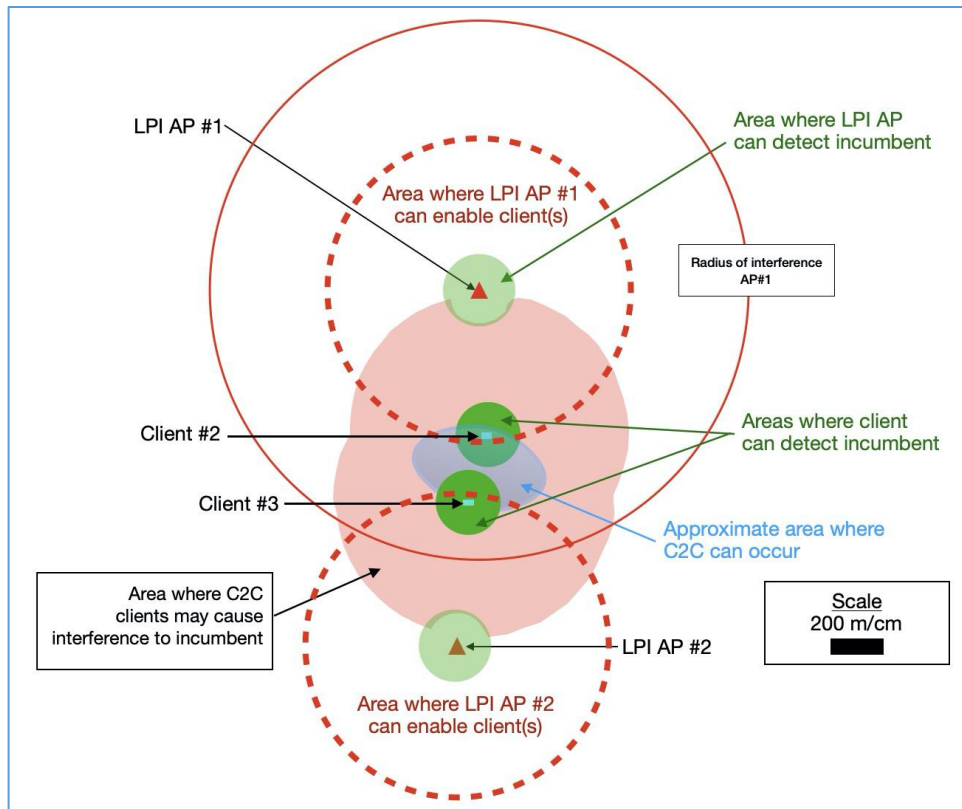 LPI AP #1
Area where LPI AP
can detect incumbent
Area where LPI AP #1
can enable client(s)
Radius of interference
AP#1
Client #2
Areas where client
can detect incumbent
Client #3
Approximate area where
C2C can occur
Area where C2C
clients may cause
interference to incumbent
Scale
200 m/cm
LPI AP #2
Area where LPI AP #2
can enable client(s)